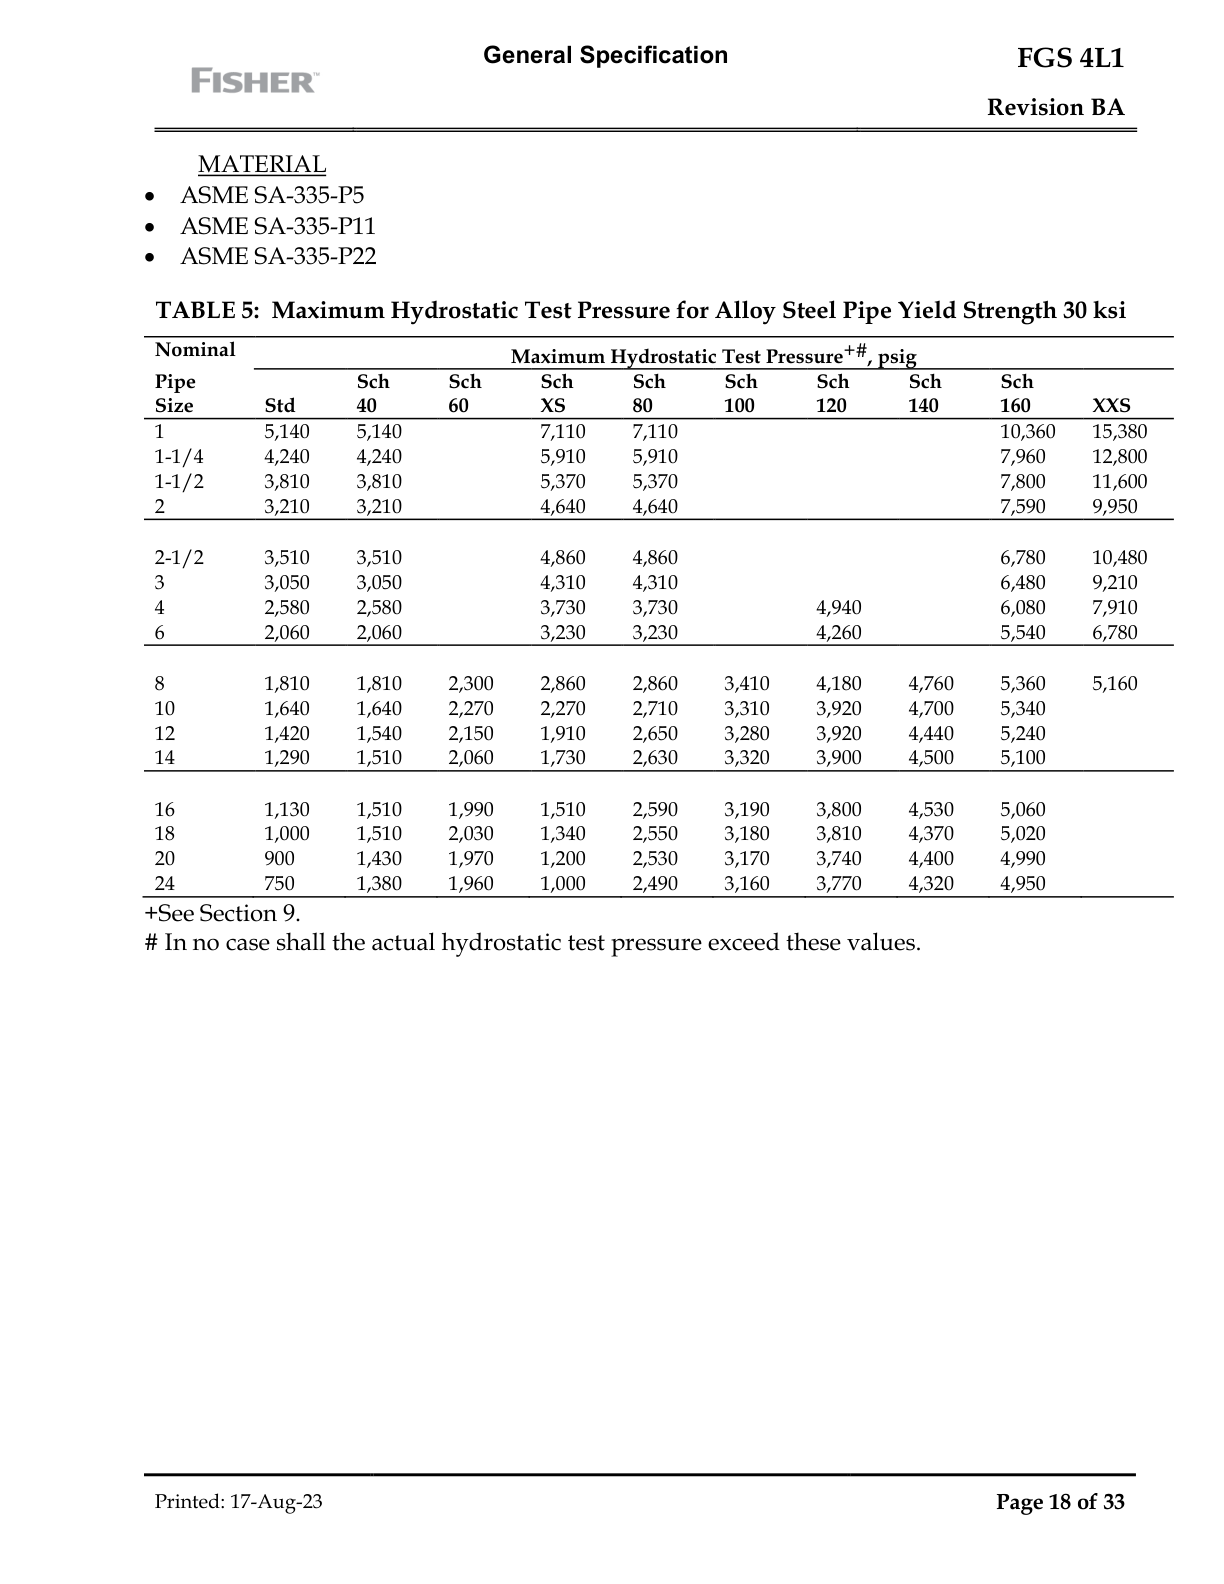 General Specification
FGS 4L1
FISHER™
Revision BA
MATERIAL
• ASME SA-335-P5
• ASME SA-335-P11
• ASME SA-335-P22
TABLE 5: Maximum Hydrostatic Test Pressure for Alloy Steel Pipe Yield Strength 30 ksi
Nominal Maximum Hydrostatic Test Pressure+#, psig
Pipe Sch Sch Sch Sch Sch Sch Sch Sch
Size Std 40 60 XS 80 100 120 140 160 XXS
1 5,140 5,140 7,110 7,110 10,360 15,380
1-1/4 4,240 4,240 5,910 5,910 7,960 12,800
1-1/2 3,810 3,810 5,370 5,370 7,800 11,600
2 3,210 3,210 4,640 4,640 7,590 9,950
2-1/2 3,510 3,510 4,860 4,860 6,780 10,480
3 3,050 3,050 4,310 4,310 6,480 9,210
4 2,580 2,580 3,730 3,730 4,940 6,080 7,910
6 2,060 2,060 3,230 3,230 4,260 5,540 6,780
8 1,810 1,810 2,300 2,860 2,860 3,410 4,180 4,760 5,360 5,160
10 1,640 1,640 2,270 2,270 2,710 3,310 3,920 4,700 5,340
12 1,420 1,540 2,150 1,910 2,650 3,280 3,920 4,440 5,240
14 1,290 1,510 2,060 1,730 2,630 3,320 3,900 4,500 5,100
16 1,130 1,510 1,990 1,510 2,590 3,190 3,800 4,530 5,060
18 1,000 1,510 2,030 1,340 2,550 3,180 3,810 4,370 5,020
20 900 1,430 1,970 1,200 2,530 3,170 3,740 4,400 4,990
24 750 1,380 1,960 1,000 2,490 3,160 3,770 4,320 4,950
+See Section 9.
# In no case shall the actual hydrostatic test pressure exceed these values.
Printed: 17-Aug-23 Page 18 of 33